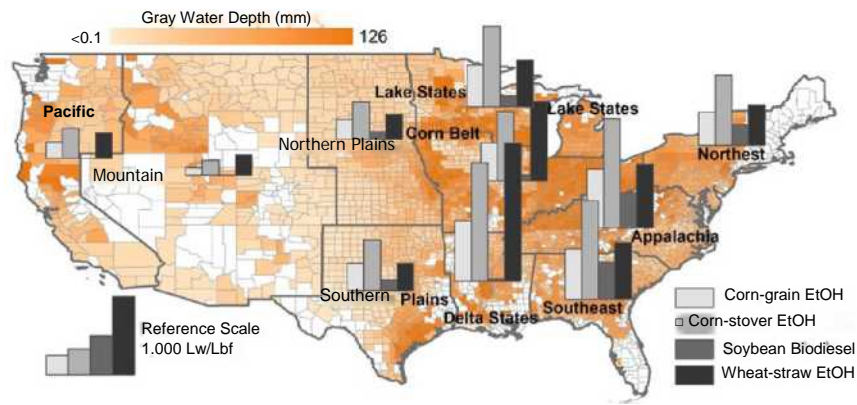 Gray Water Depth (mm)
<0.1 126
Lake States
Pacific
Lake States
Corn Belt
Northern Plains
Northest
Mountain
Appalachia
Southern
Plains
Delta States
Southeast
Reference Scale
1.000 Lw/Lbf
Corn-grain EtOH
Corn-stover EtOH
Soybean Biodiesel
Wheat-straw EtOH